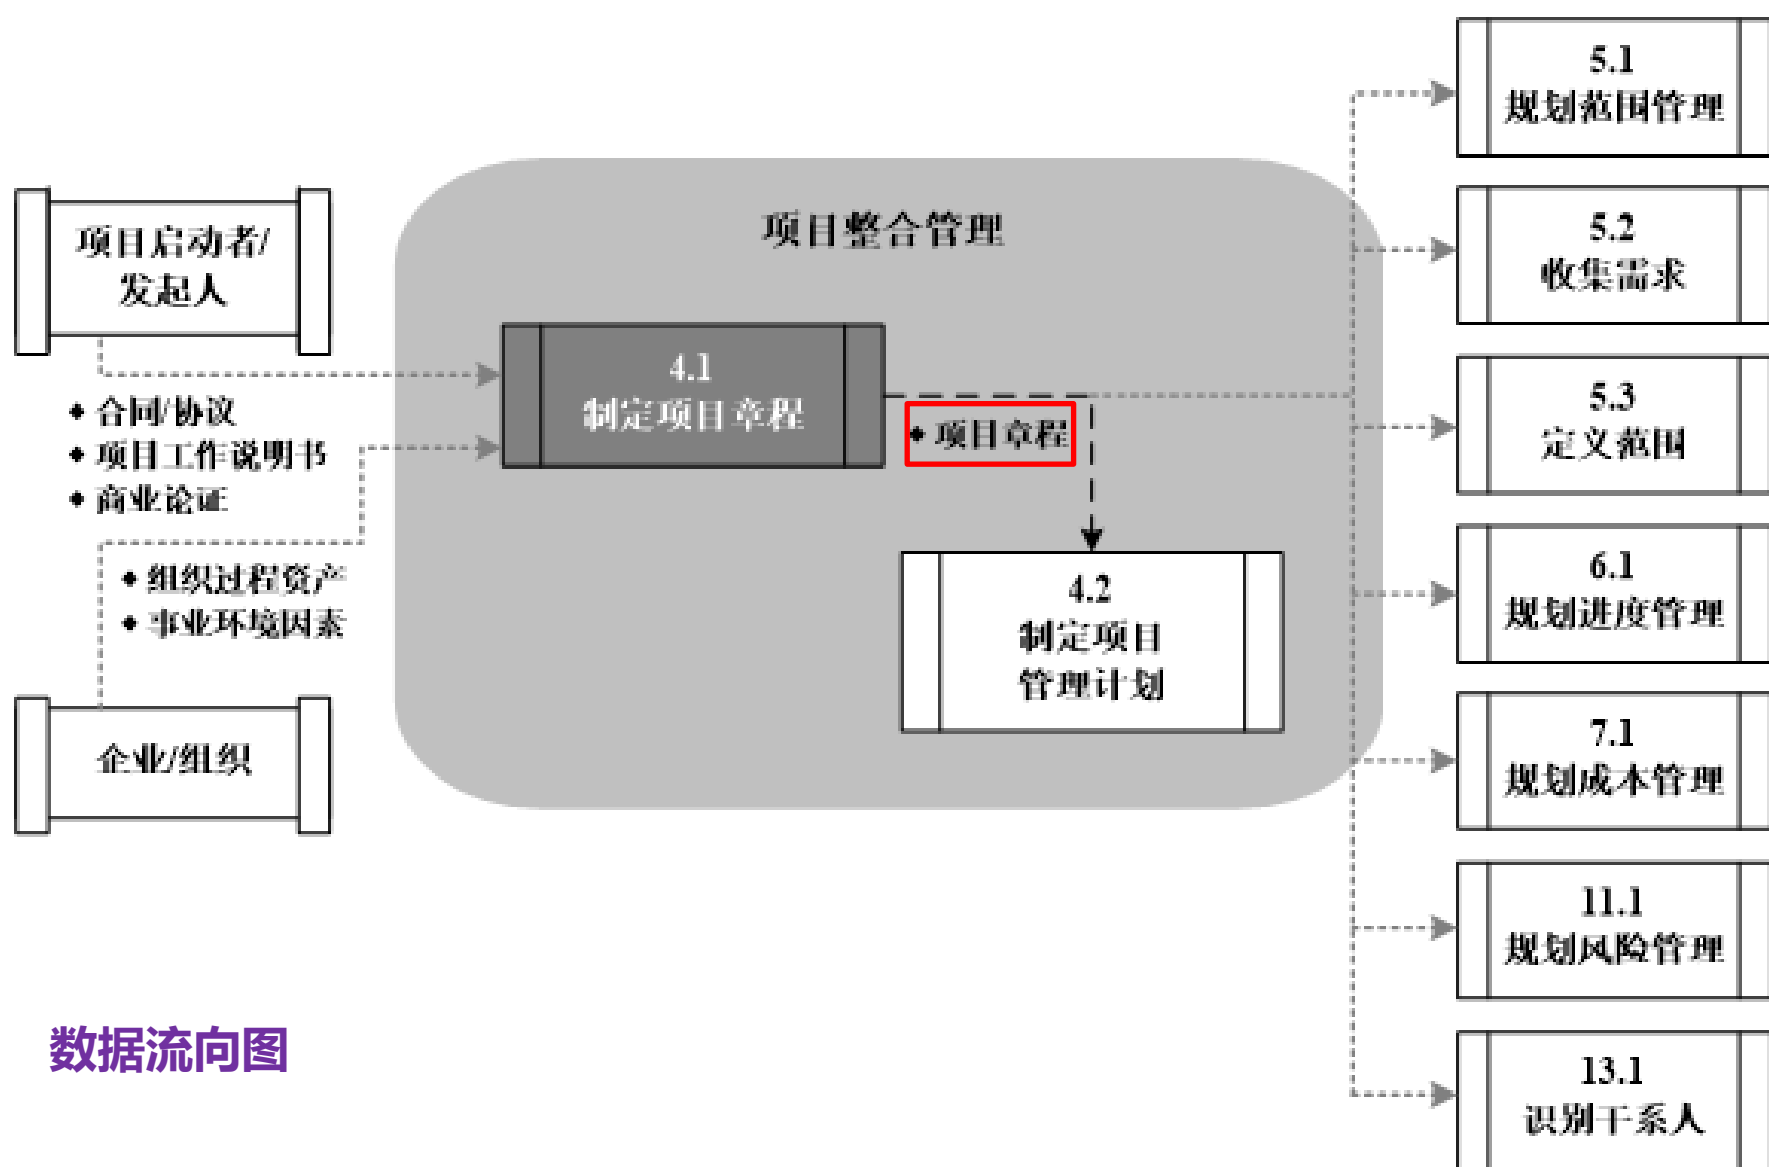 项目启动者/
发起人
◆ 合同/协议
◆ 项目工作说明书
◆ 商业论证
◆ 组织过程资产
◆ 事业环境因素
企业/组织
项目整合管理
4.1
制定项目章程
◆ 项目章程
4.2
制定项目
管理计划
5.1
规划范围管理
5.2
收集需求
5.3
定义范围
6.1
规划进度管理
7.1
规划成本管理
11.1
规划风险管理
13.1
识别干系人
数据流向图